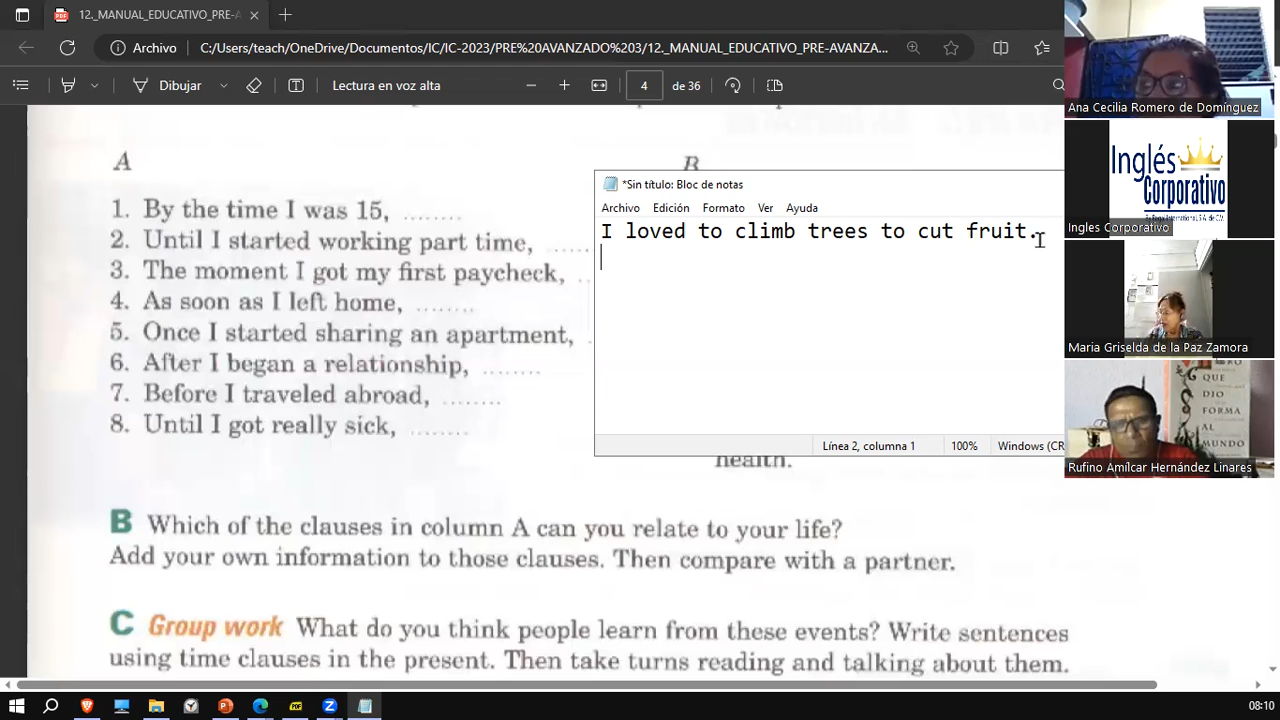 12._MANUAL_EDUCATIVO_PRE-A
Archivo
C:/Users/teach/OneDrive/Documentos/IC/IC-2023/PRE%20AVANZADO%203/12._MANUAL_EDUCATIVO_PRE-AVANZA...
Dibujar
Lectura en voz alta
4
de 36
A
B
1. By the time I was 15, ........
2. Until I started working part time, .....
3. The moment I got my first paycheck,
4. As soon as I left home, ........
5. Once I started sharing an apartment,
6. After I began a relationship, ........
7. Before I traveled abroad, ........
8. Until I got really sick, ........
health.
*Sin título: Bloc de notas
Archivo Edición Formato Ver Ayuda
I loved to climb trees to cut fruit.
Línea 2, columna 1 100% Windows (CR
B Which of the clauses in column A can you relate to your life?
Add your own information to those clauses. Then compare with a partner.
C Group work What do you think people learn from these events? Write sentences
using time clauses in the present. Then take turns reading and talking about them.
Ana Cecilia Romero de Domínguez
Inglés
Corporativo
Ingles Corporativo
Maria Griselda de la Paz Zamora
QUE
DIO
FORMA
AL
MUNDO
Rufino Amílcar Hernández Linares
08:10